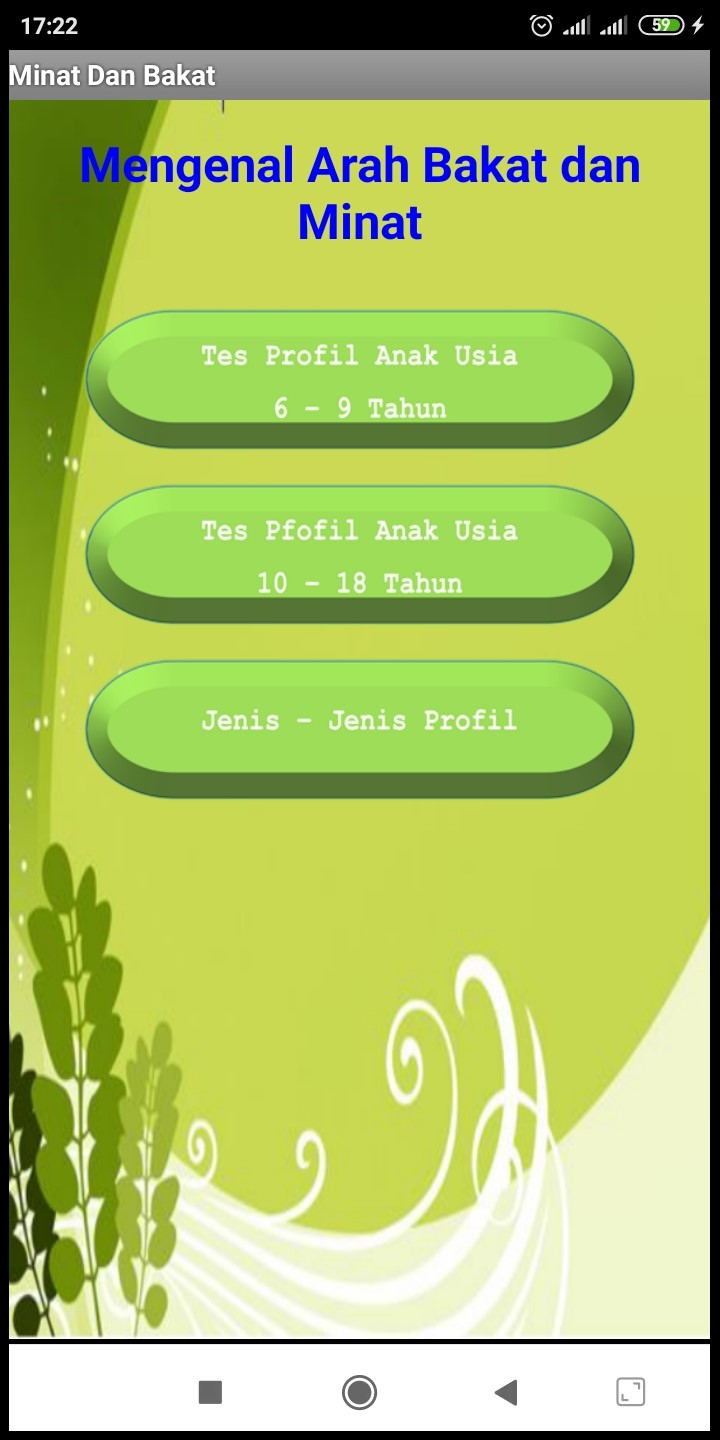 17:22
59
Minat Dan Bakat
Mengenal Arah Bakat dan
Minat
Tes Profil Anak Usia
6 - 9 Tahun
Tes Pfofil Anak Usia
10 - 18 Tahun
Jenis - Jenis Profil